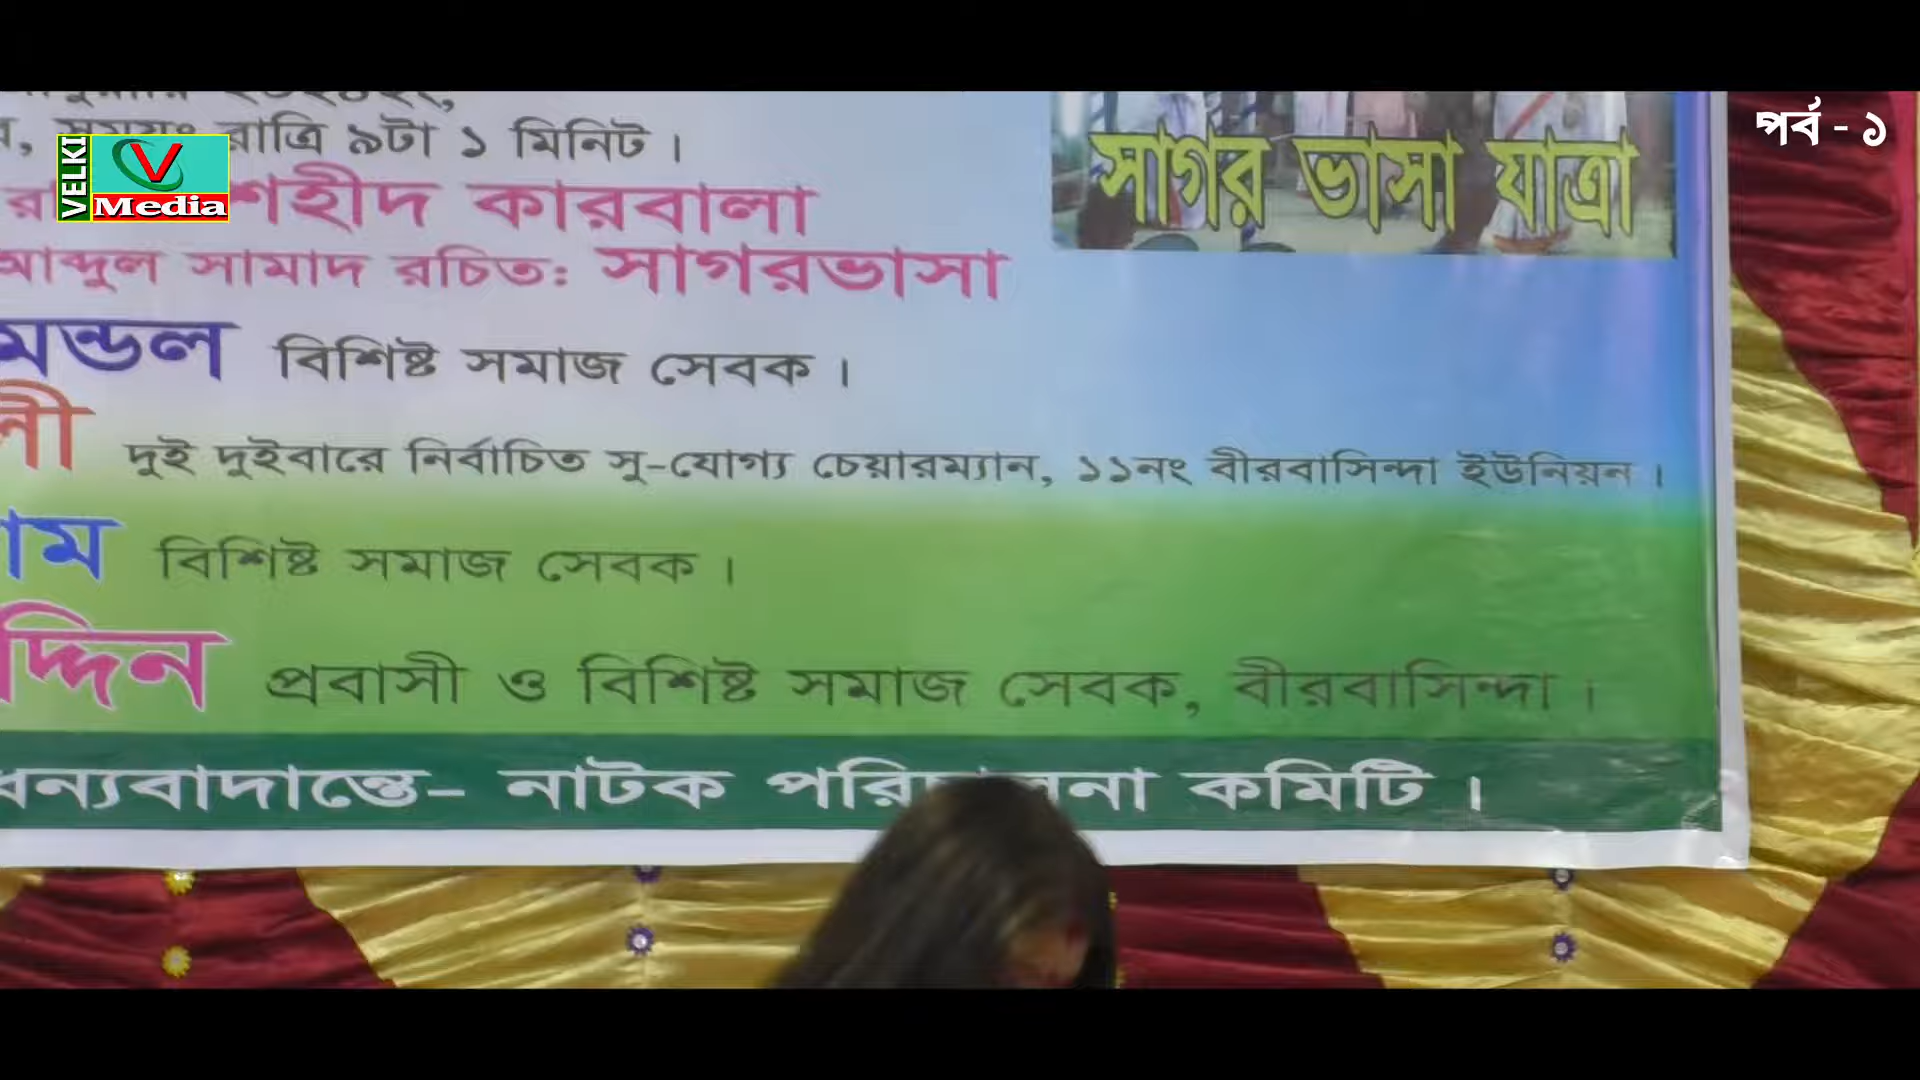 পর্ব - ১
VELKI
V
Media
রাত্রি ৯টা ১ মিনিট।
সাগর ভাসা যাত্রা
শহীদ কারবালা
আব্দুল সামাদ রচিত: সাগরভাসা
মন্ডল বিশিষ্ট সমাজ সেবক।
দুই দুইবারে নির্বাচিত সু-যোগ্য চেয়ারম্যান, ১১নং বীরবাসিন্দা ইউনিয়ন।
বিশিষ্ট সমাজ সেবক।
প্রবাসী ও বিশিষ্ট সমাজ সেবক, বীরবাসিন্দা।
ধন্যবাদান্তে- নাটক কমিটি।